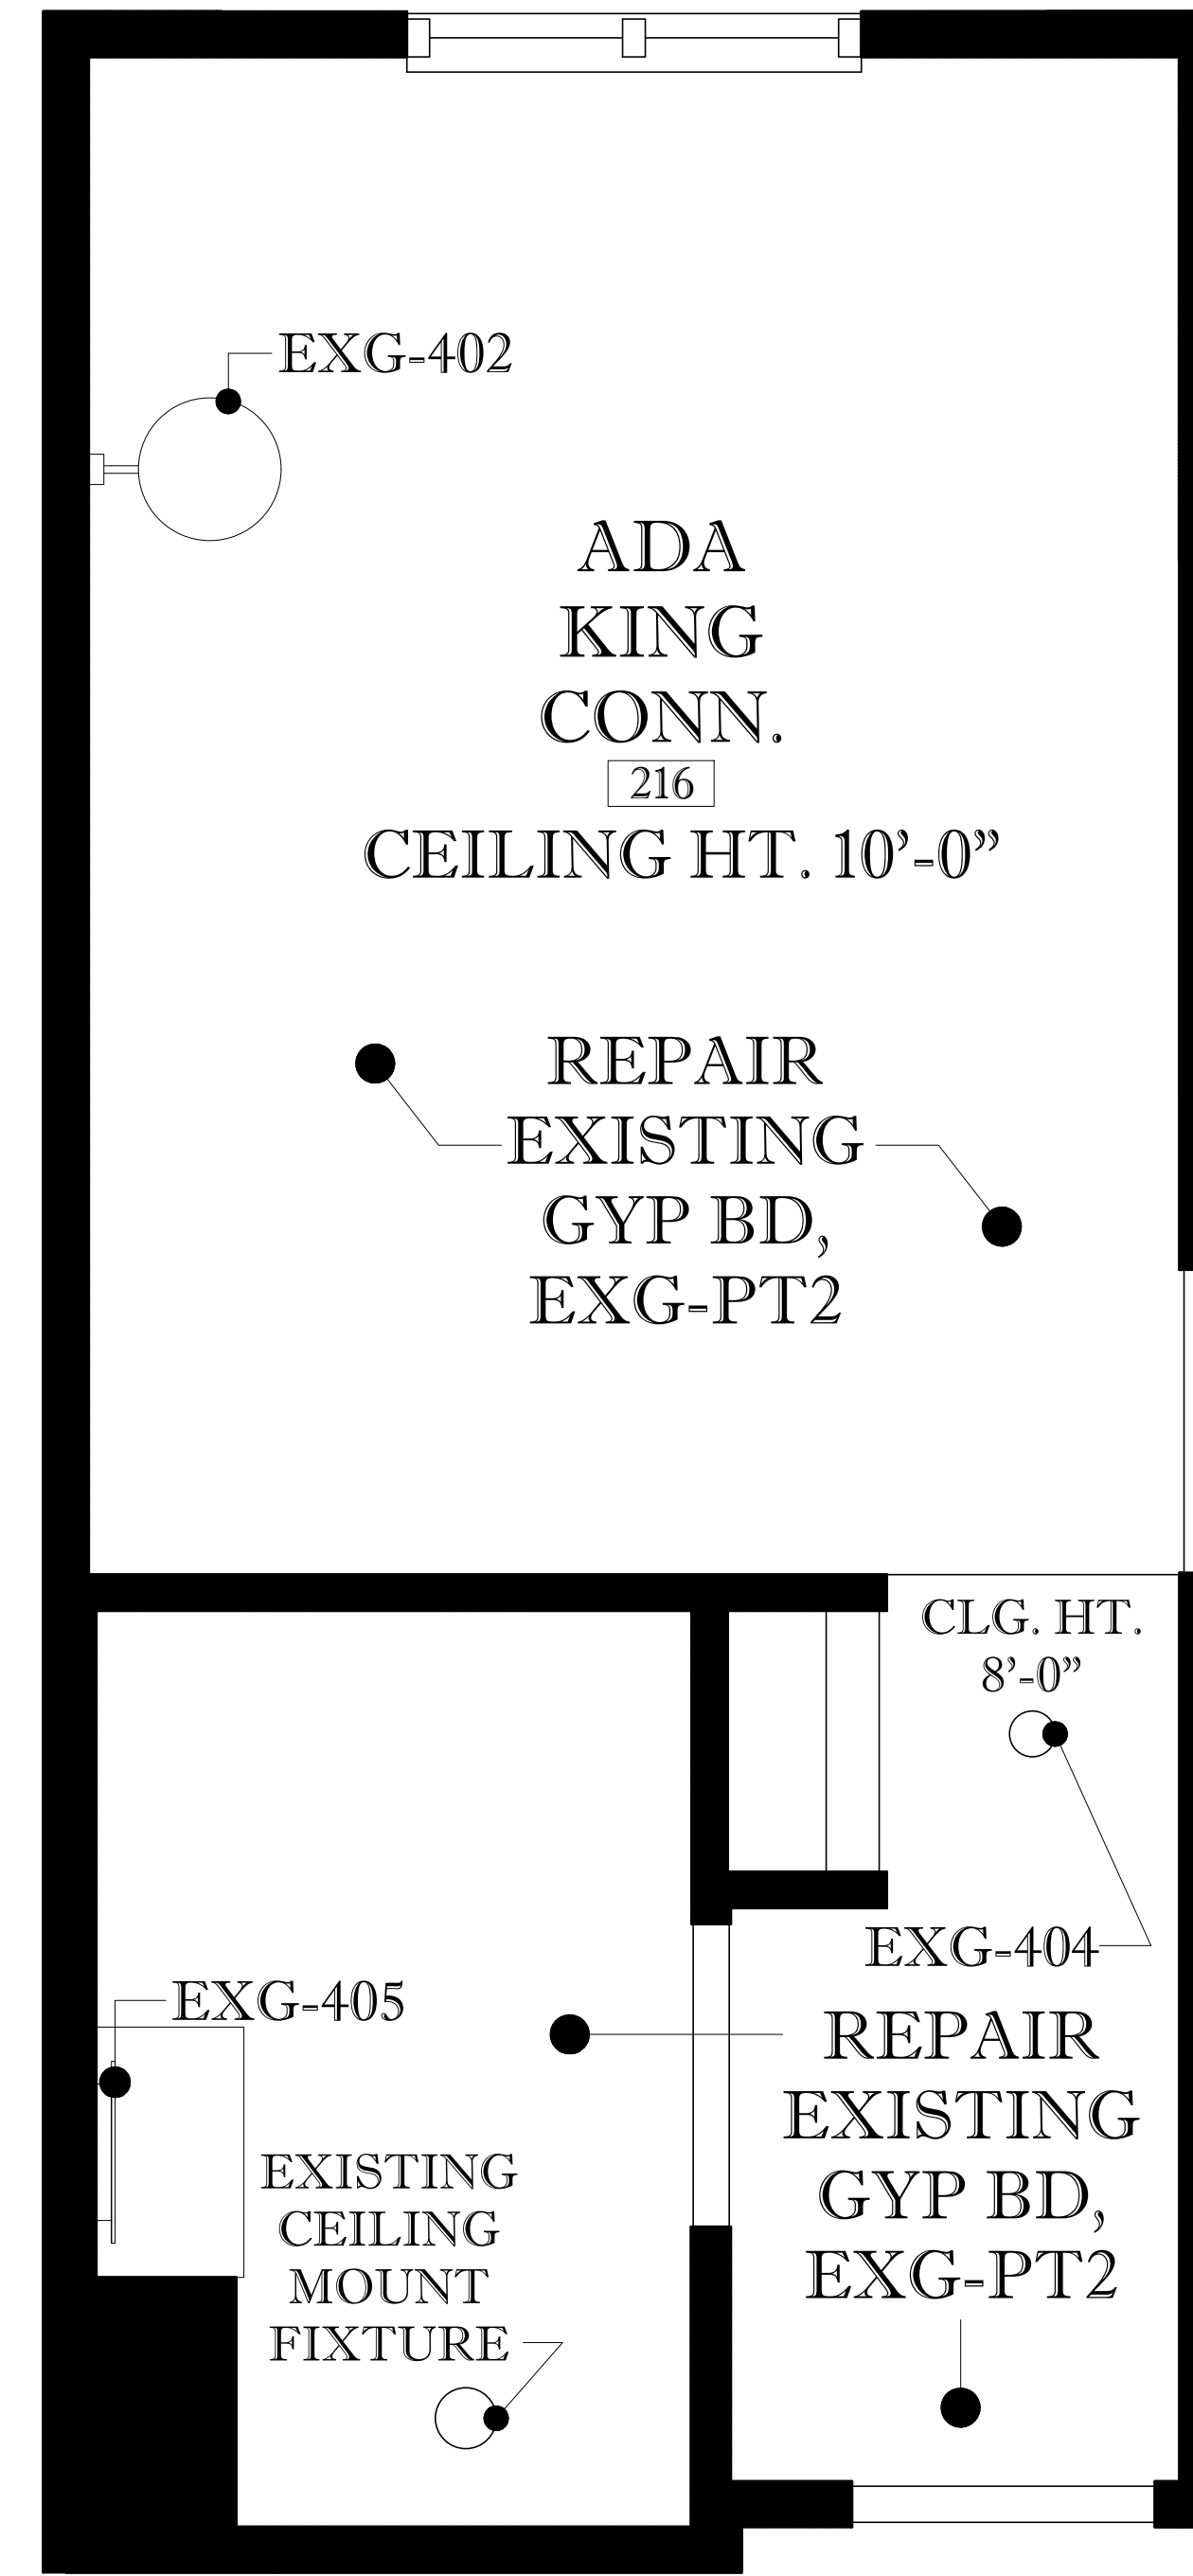 EXG-402
ADA
KING
CONN.
216
CEILING HT. 10’-0”
REPAIR
EXISTING
GYP BD,
EXG-PT2
CLG. HT.
8’-0”
EXG-404
EXG-405
REPAIR
EXISTING
GYP BD,
EXG-PT2
EXISTING
CEILING
MOUNT
FIXTURE